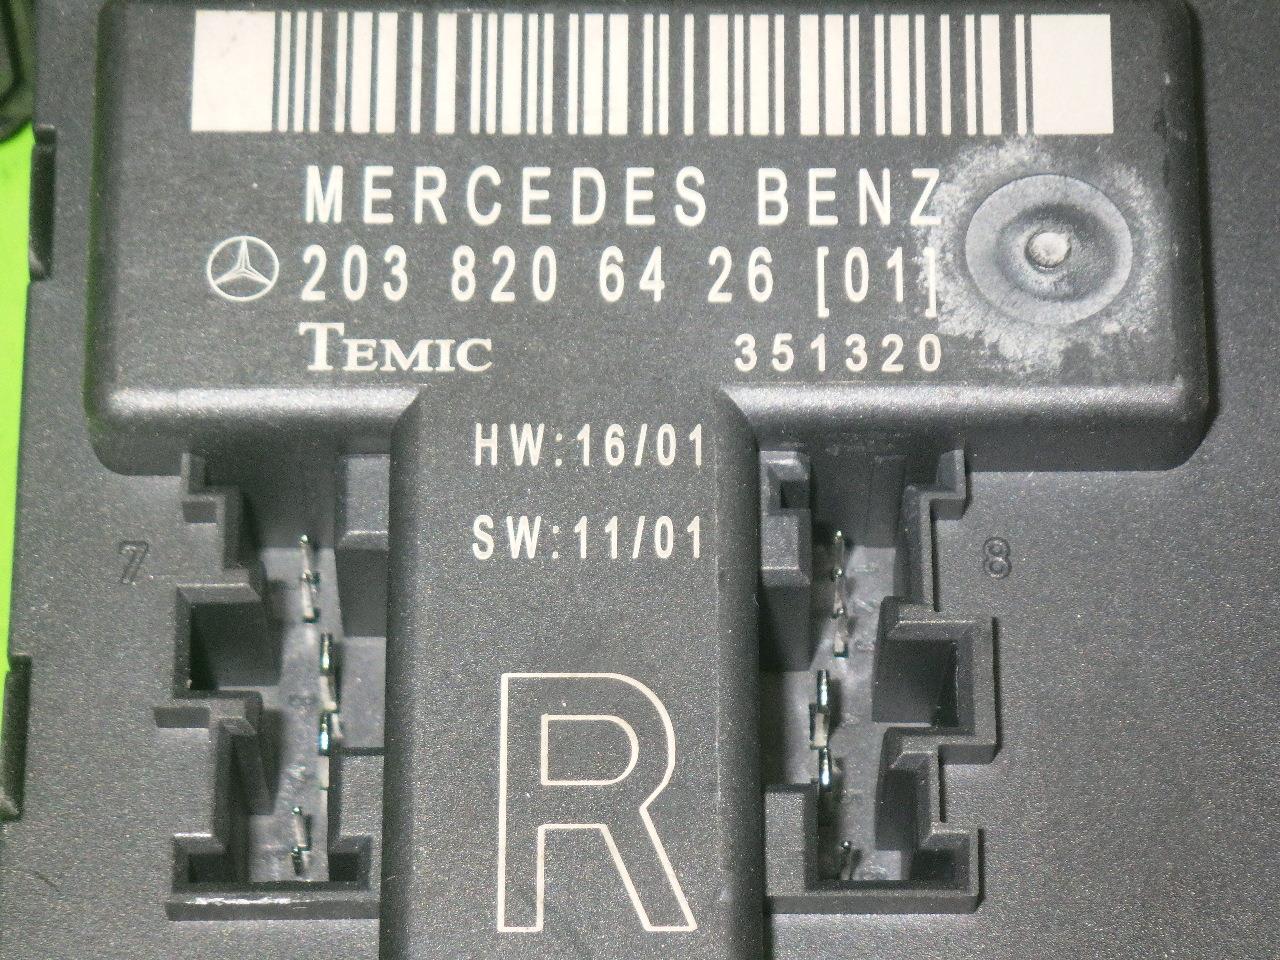 MERCEDES BENZ
203 820 64 26 [01]
TEMIC 351320
HW:16/01
SW:11/01
7
8
R